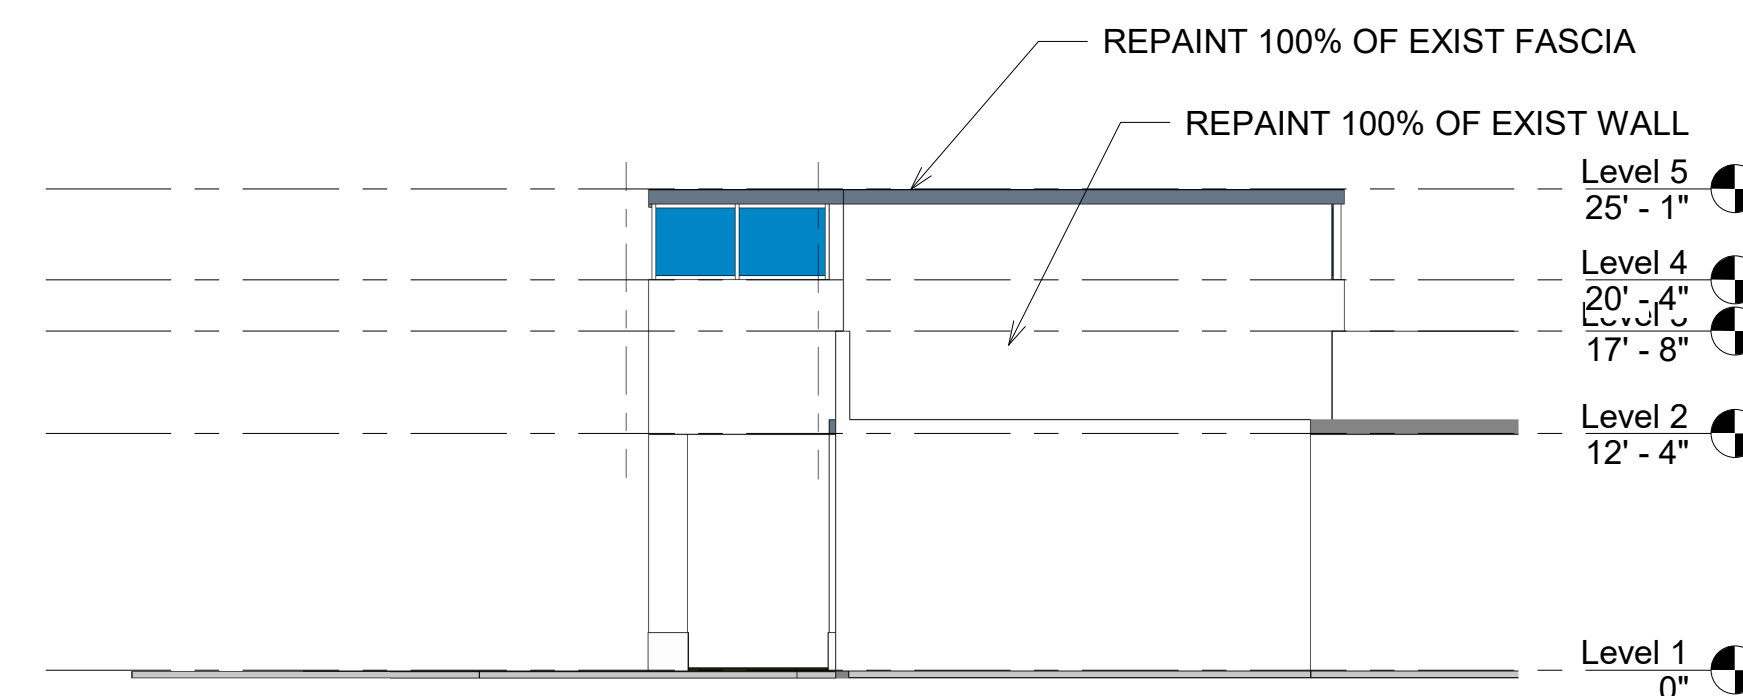 REPAINT 100% OF EXIST FASCIA
REPAINT 100% OF EXIST WALL
Level 5
25' - 1"
Level 4
20' - 4"
17' - 8"
Level 2
12' - 4"
Level 1
0"